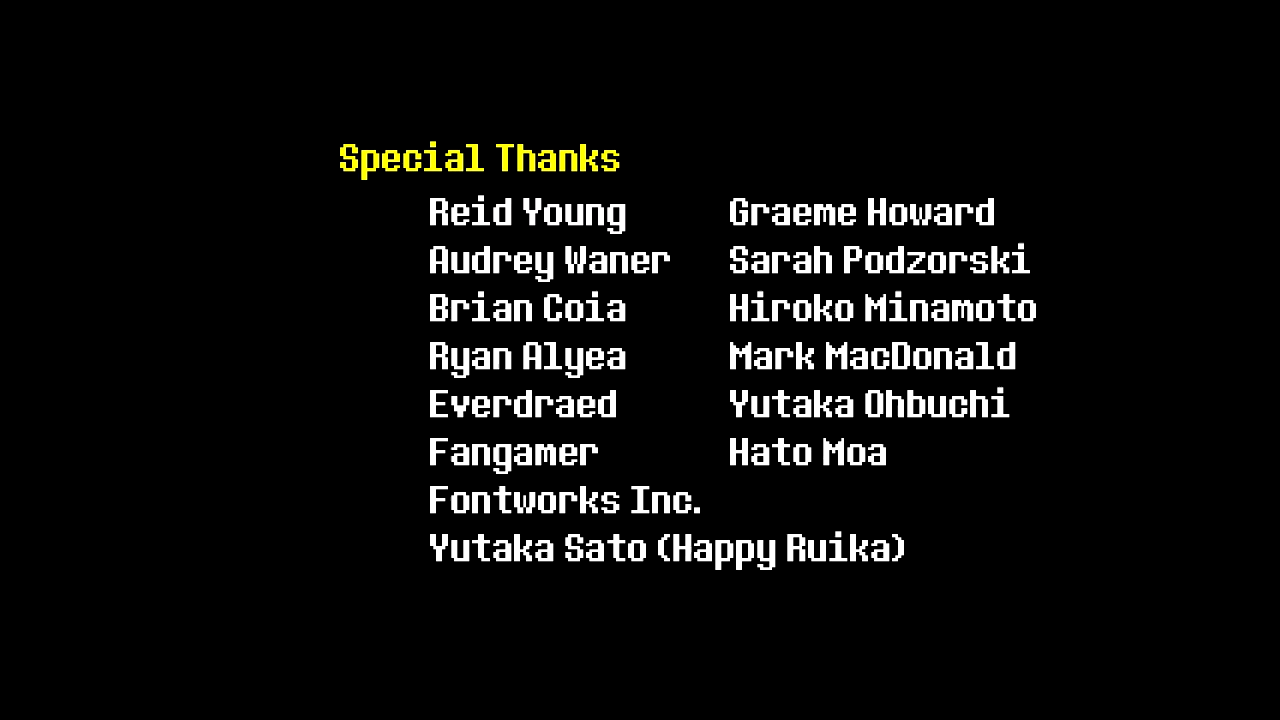 Special Thanks
Reid Young Graeme Howard
Audrey Waner Sarah Podzorski
Brian Coia Hiroko Minamoto
Ryan Alyea Mark MacDonald
Everdraed Yutaka Ohbuchi
Fangamer Hato Moa
Fontworks Inc.
Yutaka Sato (Happy Ruika)